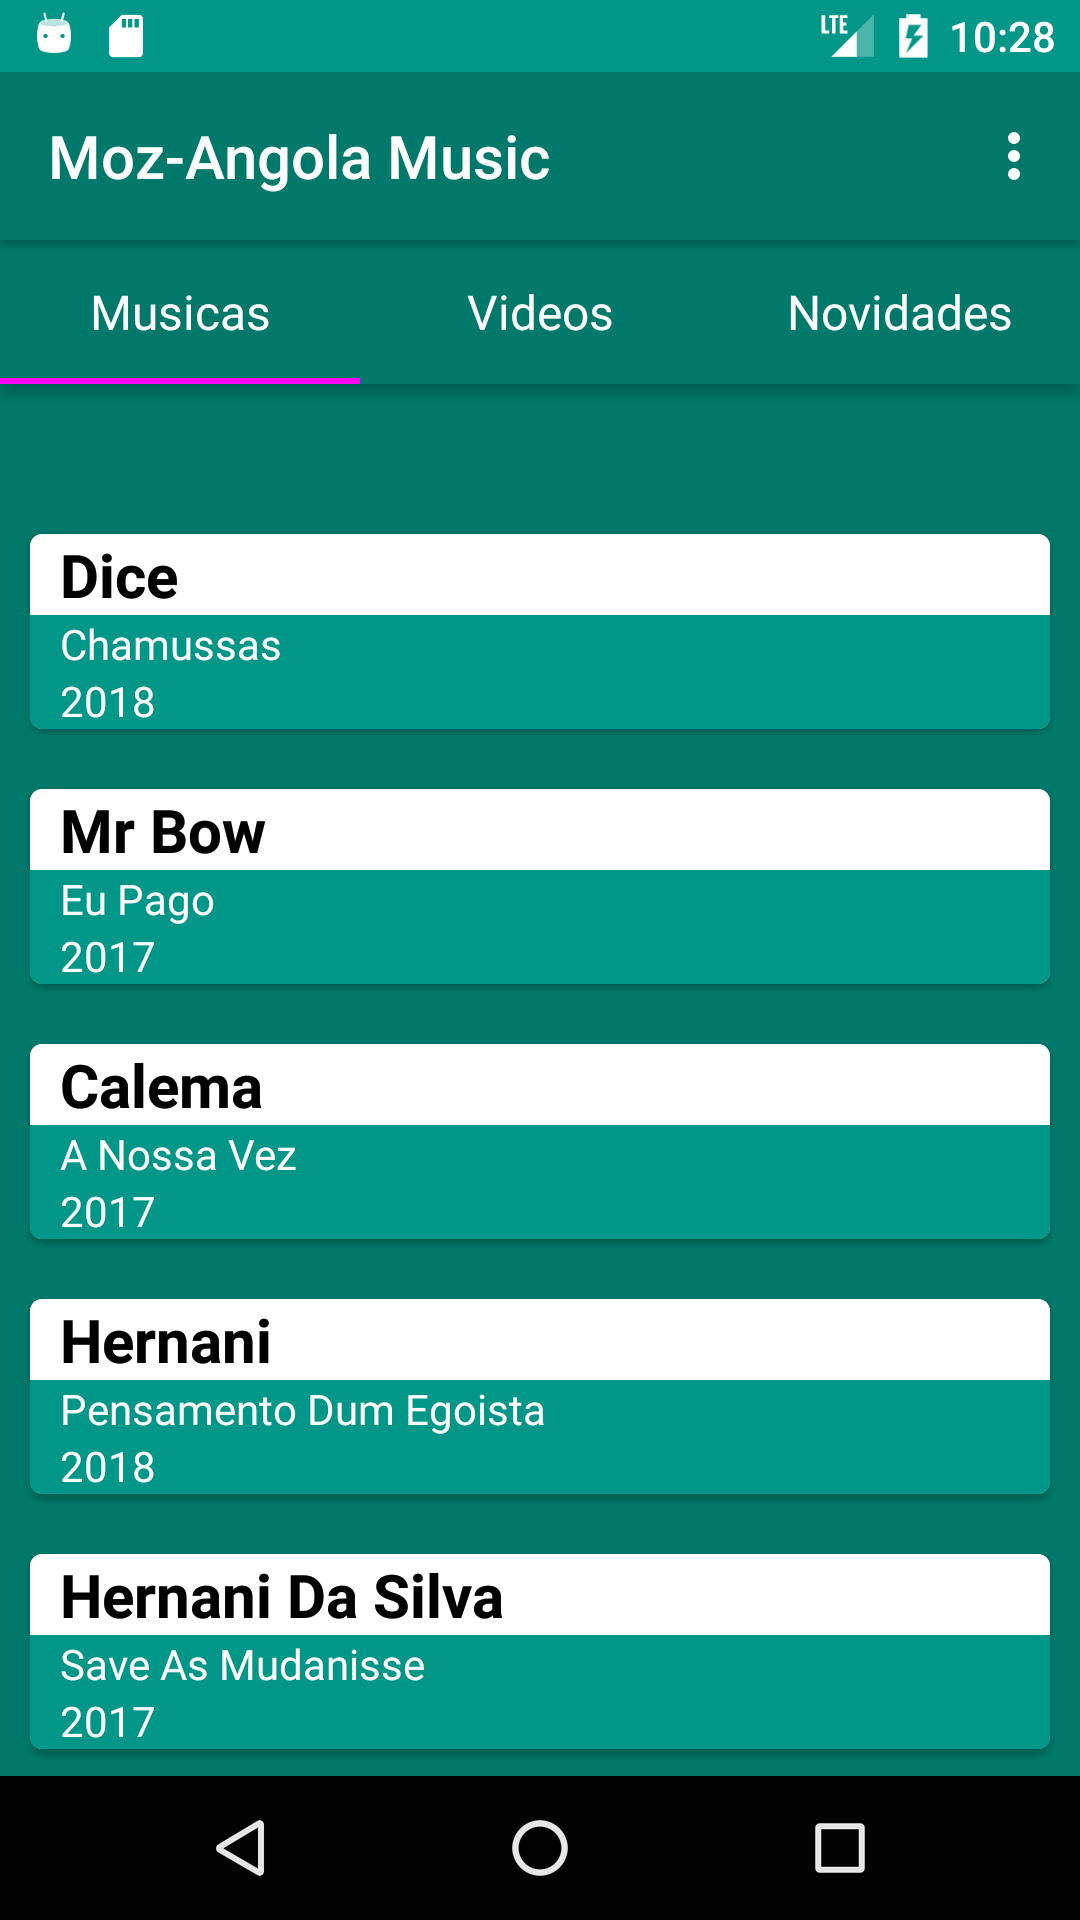 LTE 10:28
Moz-Angola Music
Musicas Videos Novidades
Dice
Chamussas
2018
Mr Bow
Eu Pago
2017
Calema
A Nossa Vez
2017
Hernani
Pensamento Dum Egoista
2018
Hernani Da Silva
Save As Mudanisse
2017